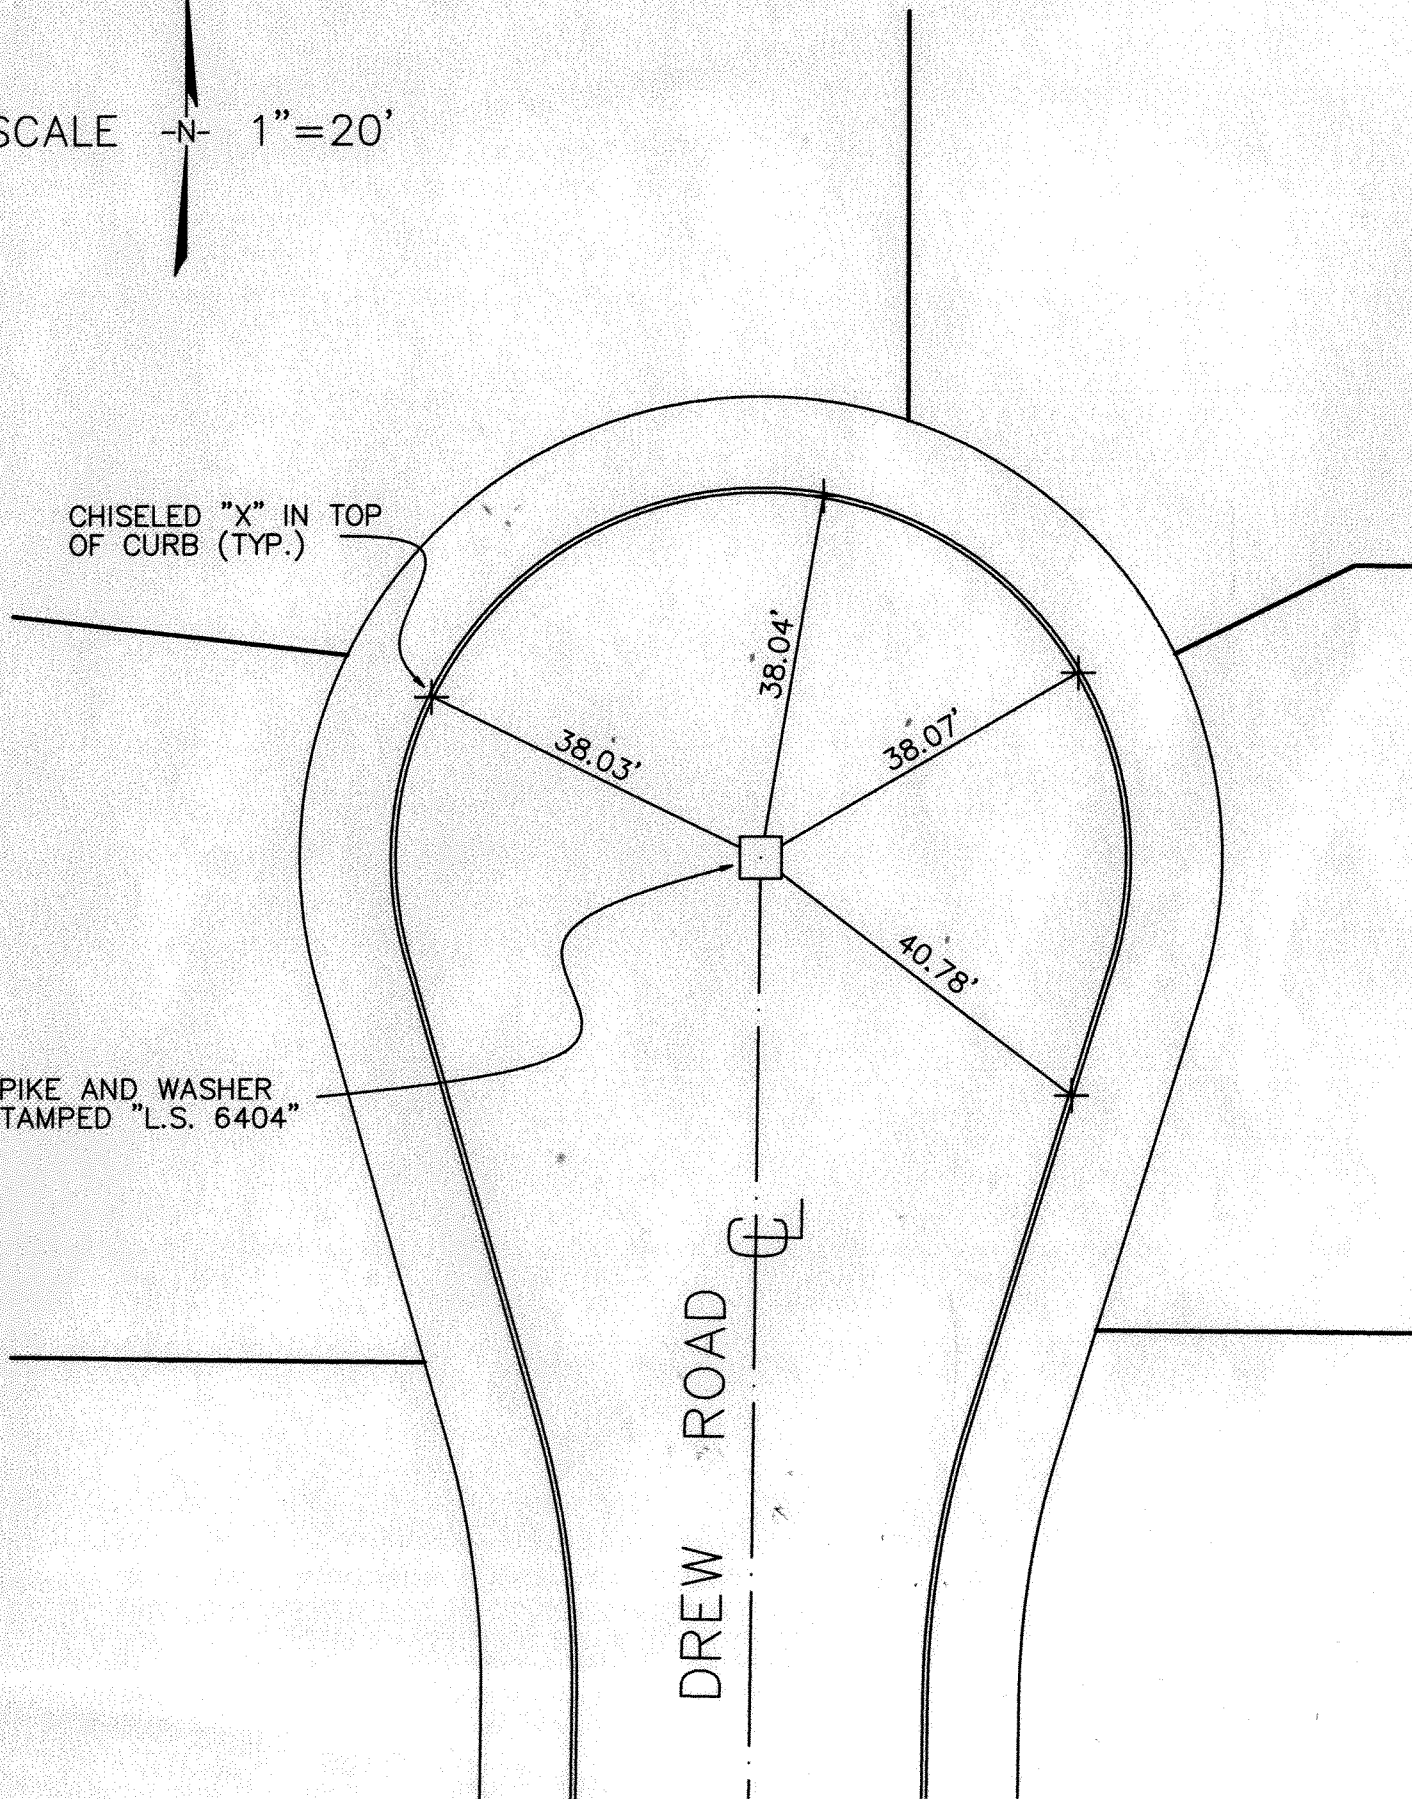 SCALE -N- 1"=20'
CHISELED "X" IN TOP
OF CURB (TYP.)
38.03'
38.04'
38.07'
40.78'
PIKE AND WASHER
TAMPED "L.S. 6404"
℄
DREW ROAD